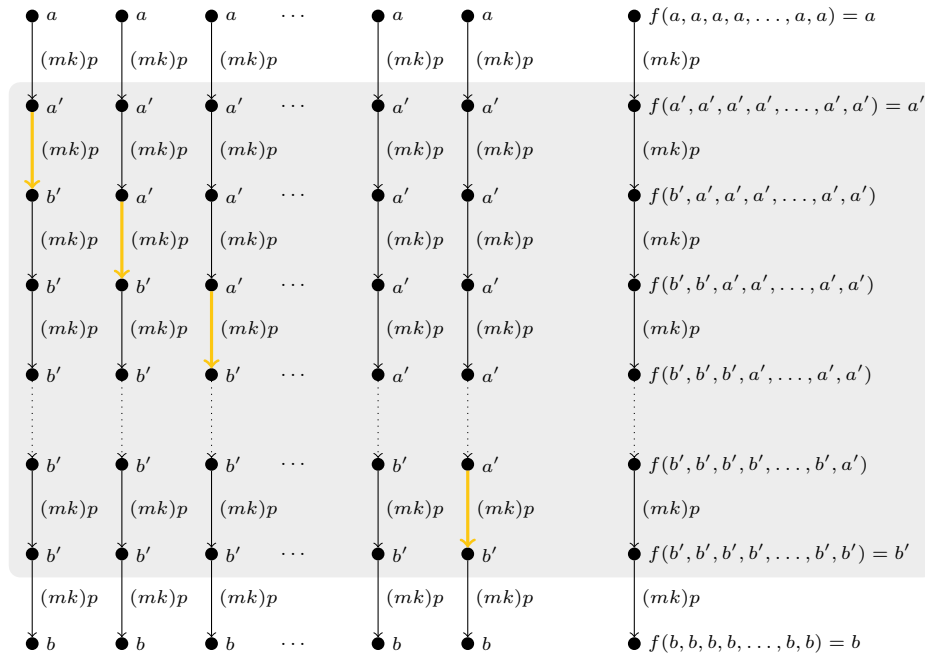 a a a ⋯ a a f(a, a, a, a, . . . , a, a) = a
(mk)p (mk)p (mk)p (mk)p (mk)p (mk)p
a′ a′ a′ ⋯ a′ a′ f(a′, a′, a′, a′, . . . , a′, a′) = a′
(mk)p (mk)p (mk)p (mk)p (mk)p (mk)p
b′ a′ a′ ⋯ a′ a′ f(b′, a′, a′, a′, . . . , a′, a′)
(mk)p (mk)p (mk)p (mk)p (mk)p (mk)p
b′ b′ a′ ⋯ a′ a′ f(b′, b′, a′, a′, . . . , a′, a′)
(mk)p (mk)p (mk)p (mk)p (mk)p (mk)p
b′ b′ b′ ⋯ a′ a′ f(b′, b′, b′, a′, . . . , a′, a′)
b′ b′ b′ ⋯ b′ a′ f(b′, b′, b′, b′, . . . , b′, a′)
(mk)p (mk)p (mk)p (mk)p (mk)p (mk)p
b′ b′ b′ ⋯ b′ b′ f(b′, b′, b′, b′, . . . , b′, b′) = b′
(mk)p (mk)p (mk)p (mk)p (mk)p (mk)p
b b b ⋯ b b f(b, b, b, b, . . . , b, b) = b